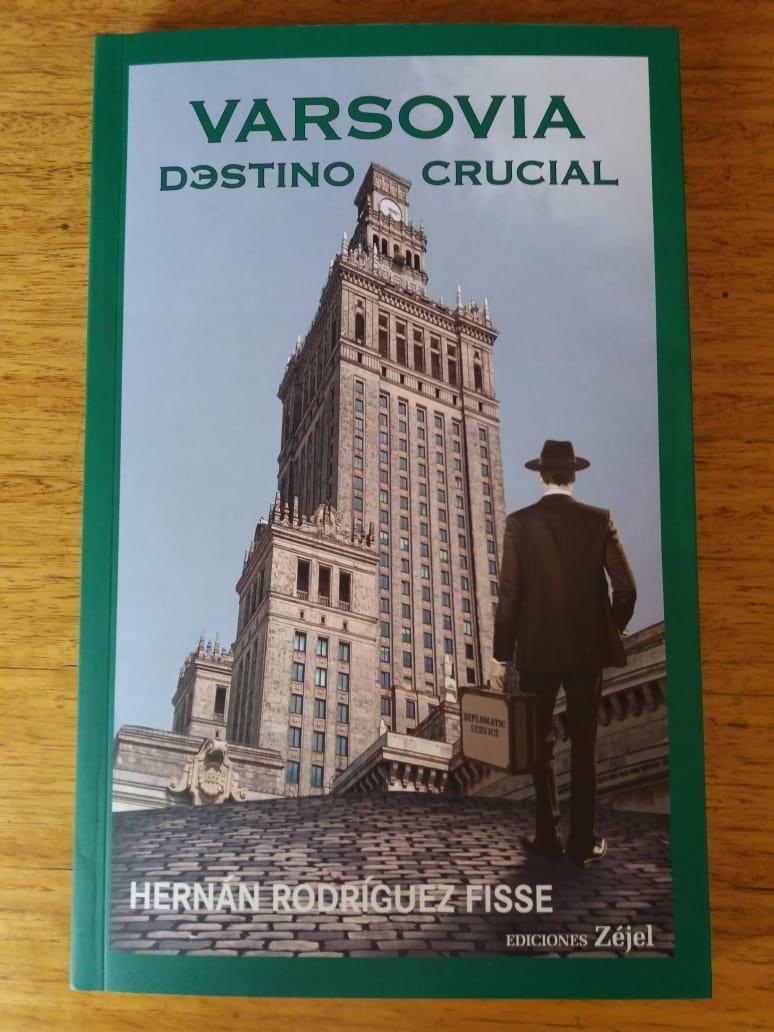 VARSOVIA
DƎSTINO CRUCIAL
DIPLOMATIC
SERVICE
HERNÁN RODRÍGUEZ FISSE
EDICIONES Zéjel